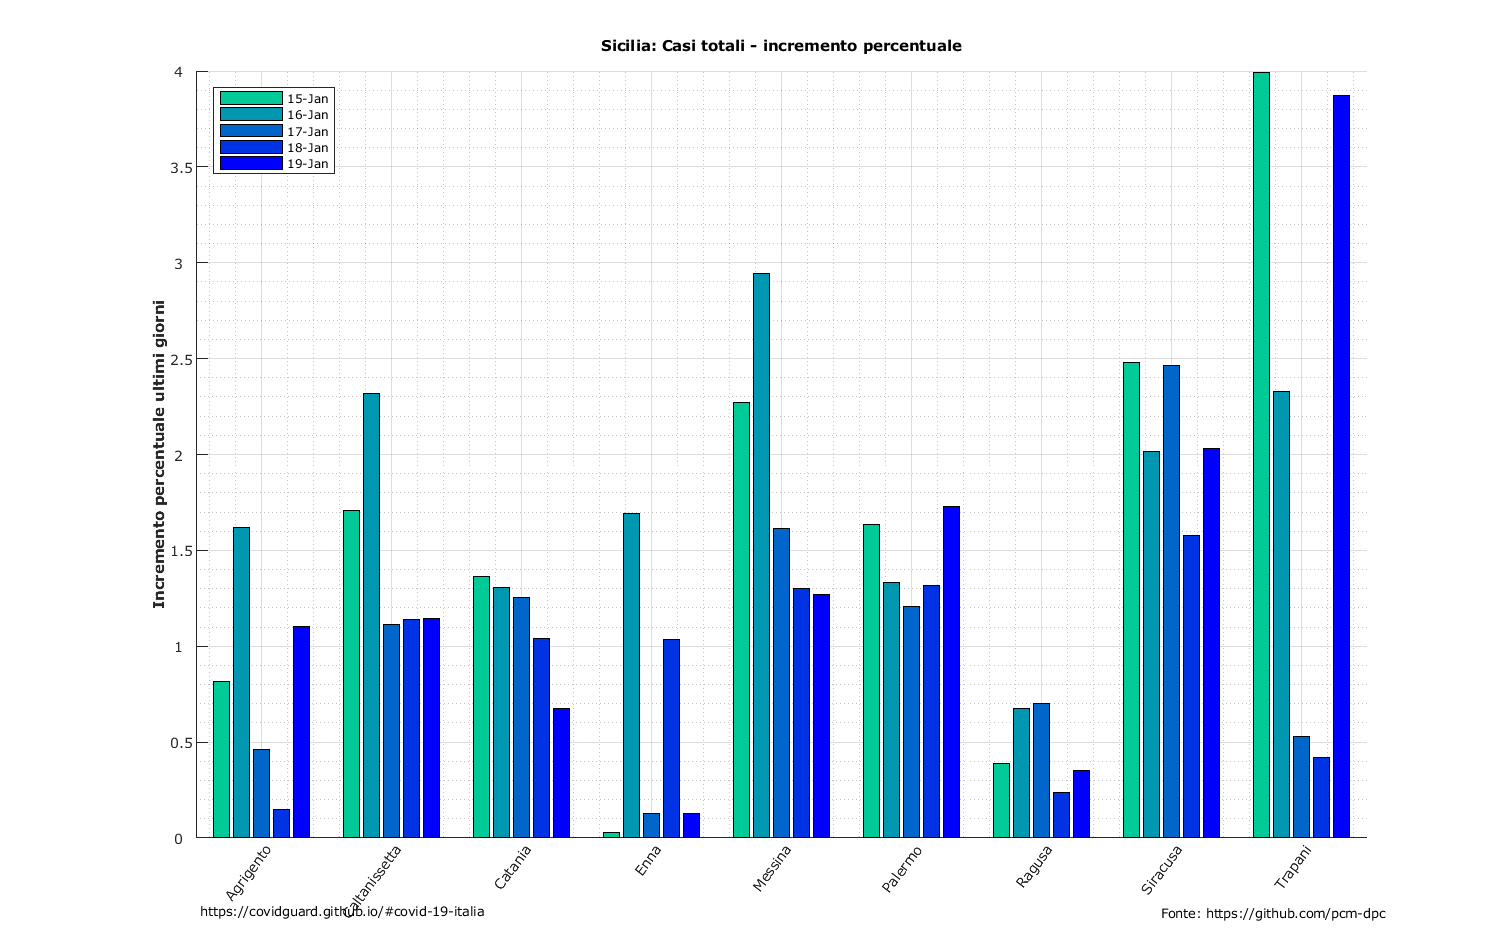 Sicilia: Casi totali - incremento percentuale
15-Jan
16-Jan
17-Jan
18-Jan
19-Jan
Incremento percentuale ultimi giorni
4
3.5
3
2.5
2
1.5
1
0.5
0
Agrigento
Caltanissetta
Catania
Enna
Messina
Palermo
Ragusa
Siracusa
Trapani
https://covidguard.github.io/#covid-19-italia
Fonte: https://github.com/pcm-dpc